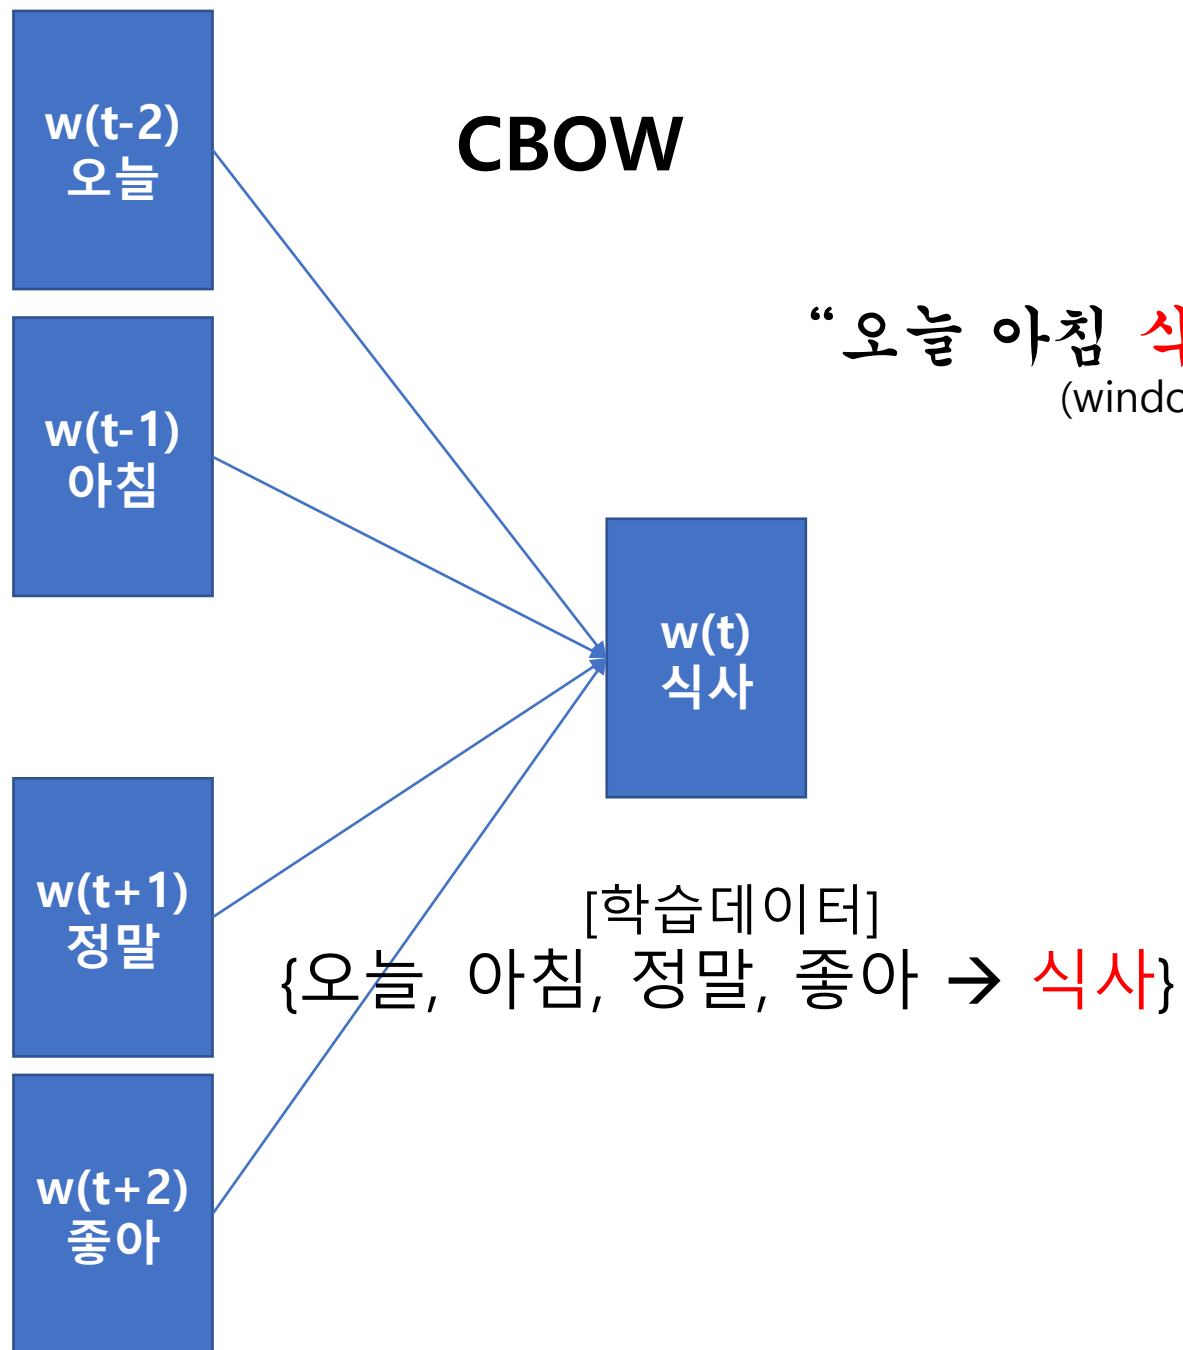 w(t-2)
오늘
CBOW
“오늘 아침
w(t-1)
아침
w(t)
식사
w(t+1)
정말
[학습데이터]
{오늘, 아침, 정말, 좋아 → 식사}
w(t+2)
좋아